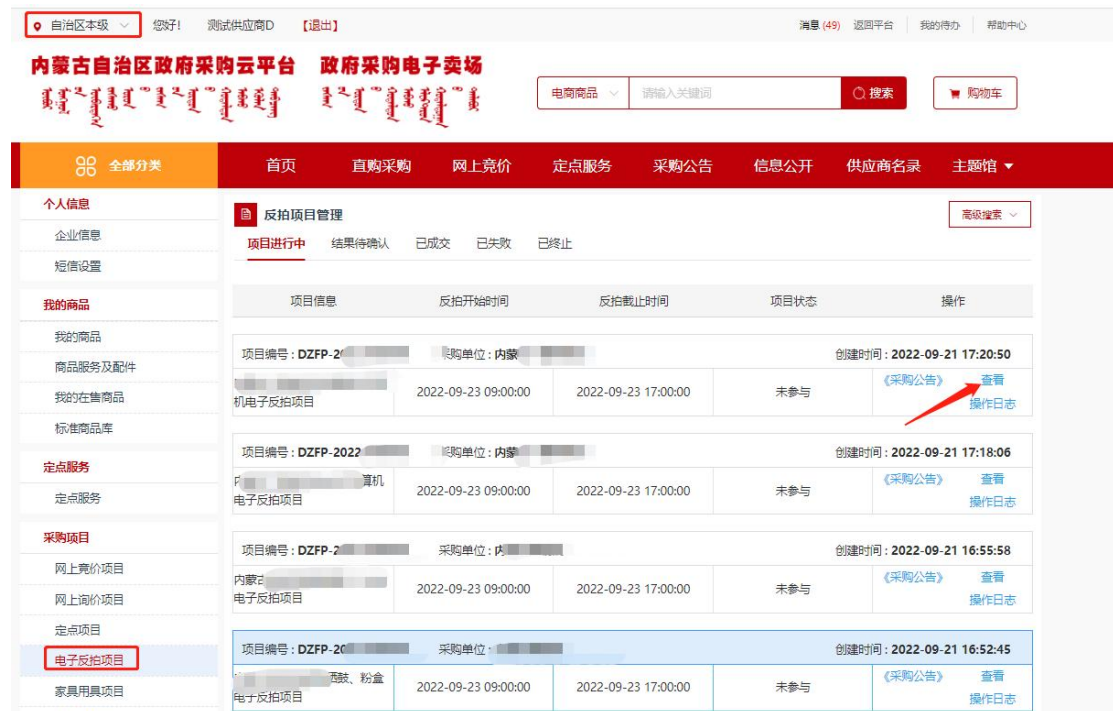 自治区本级 您好! 测试供应商D 【退出】 消息(49) 返回平台 我的待办 帮助中心
内蒙古自治区政府采购云平台 政府采购电子卖场
电商商品 请输入关键词 搜索 购物车
全部分类 首页 直购采购 网上竞价 定点服务 采购公告 信息公开 供应商名录 主题馆
个人信息
企业信息
短信设置
我的商品
我的商品
商品服务及配件
我的在售商品
标准商品库
定点服务
定点服务
采购项目
网上竞价项目
网上询价项目
定点项目
电子反拍项目
家具用具项目
反拍项目管理 高级搜索
项目进行中 结果待确认 已成交 已失败 已终止
项目信息 反拍开始时间 反拍截止时间 项目状态 操作
项目编号:DZFP-2 采购单位:内蒙 创建时间:2022-09-21 17:20:50
机电子反拍项目 2022-09-23 09:00:00 2022-09-23 17:00:00 未参与 《采购公告》 查看
操作日志
项目编号:DZFP-2022 采购单位:内蒙 创建时间:2022-09-21 17:18:06
算机
电子反拍项目 2022-09-23 09:00:00 2022-09-23 17:00:00 未参与 《采购公告》 查看
操作日志
项目编号:DZFP-2 采购单位:内 创建时间:2022-09-21 16:55:58
内蒙古
电子反拍项目 2022-09-23 09:00:00 2022-09-23 17:00:00 未参与 《采购公告》 查看
操作日志
项目编号:DZFP-20 采购单位: 创建时间:2022-09-21 16:52:45
硒鼓、粉盒
电子反拍项目 2022-09-23 09:00:00 2022-09-23 17:00:00 未参与 《采购公告》 查看
操作日志